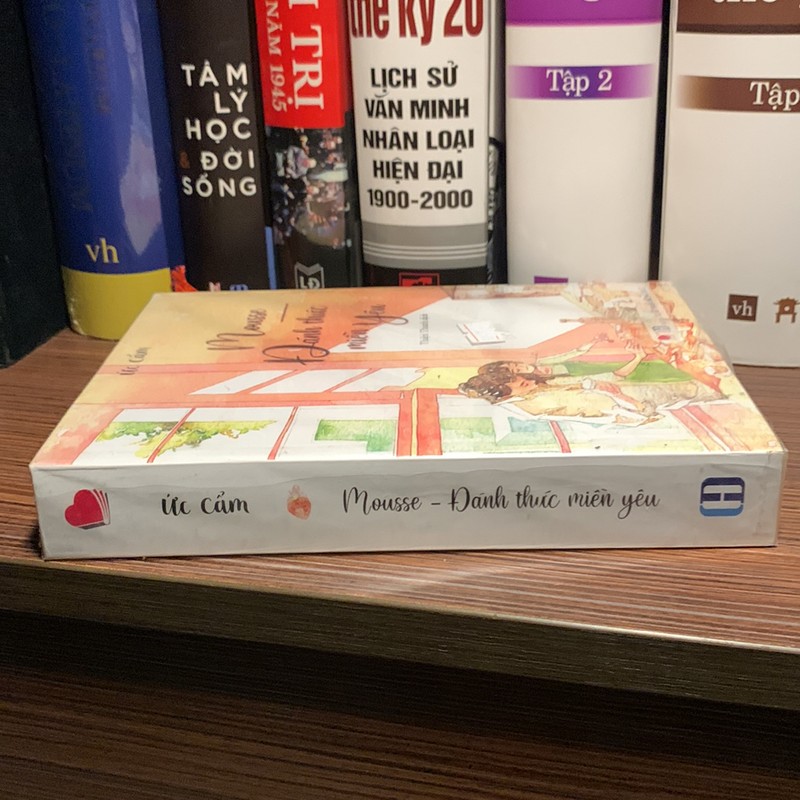 vh
TÂM
LÝ
HỌC
& ĐỜI
SỐNG
TRỊ
NĂM 1945
LĐ
thế kỷ 20
LỊCH SỬ
VĂN MINH
NHÂN LOẠI
HIỆN ĐẠI
1900-2000
Tập 2
Tập
vh
Ức Cẩm
Mousse
Đánh thức
miền yêu
Ức Cẩm
Mousse - Đánh thức miền yêu